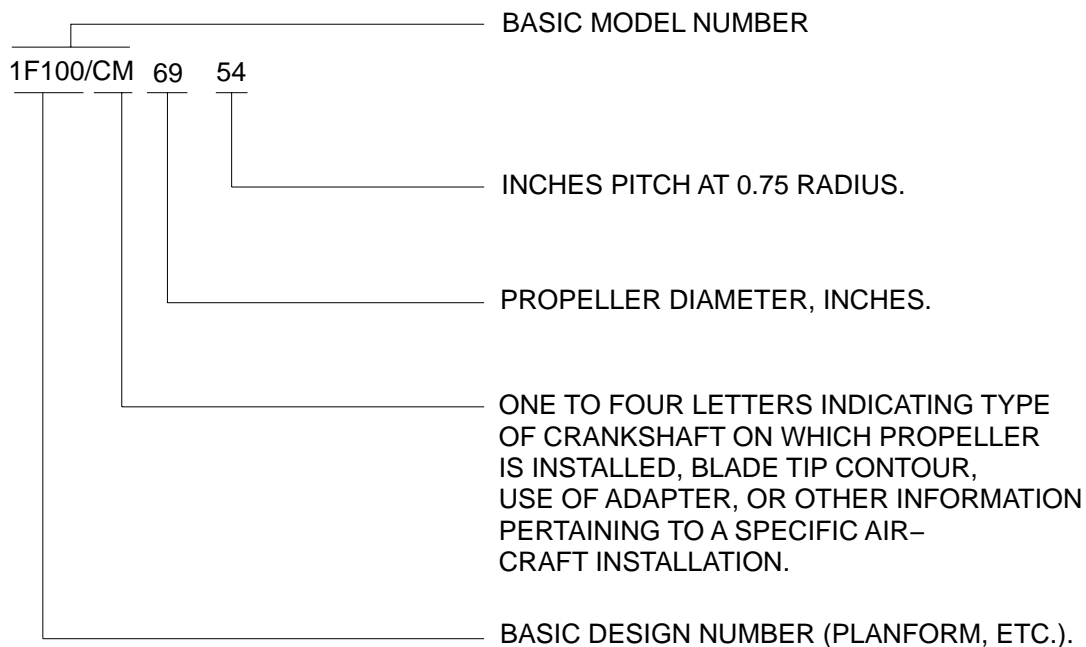 BASIC MODEL NUMBER
1F100/CM 69 54
INCHES PITCH AT 0.75 RADIUS.
PROPELLER DIAMETER, INCHES.
ONE TO FOUR LETTERS INDICATING TYPE
OF CRANKSHAFT ON WHICH PROPELLER
IS INSTALLED, BLADE TIP CONTOUR,
USE OF ADAPTER, OR OTHER INFORMATION
PERTAINING TO A SPECIFIC AIR–
CRAFT INSTALLATION.
BASIC DESIGN NUMBER (PLANFORM, ETC.).